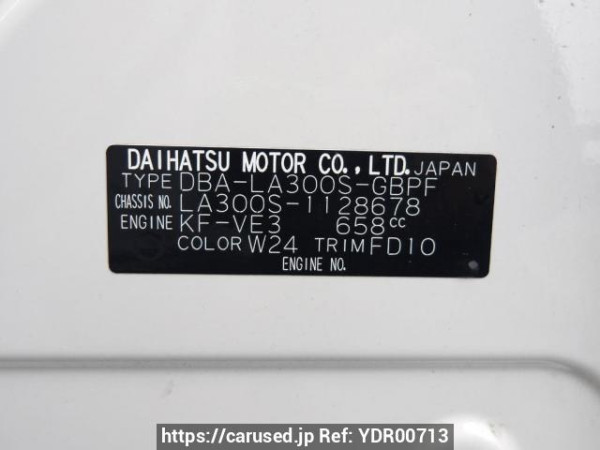 DAIHATSU MOTOR CO., LTD. JAPAN
TYPE DBA-LA300S-GBPF
CHASSIS NO. LA300S-1128678
ENGINE KF-VE3 658cc
COLOR W24 TRIM FD10
ENGINE NO.
https://carused.jp Ref: YDR00713